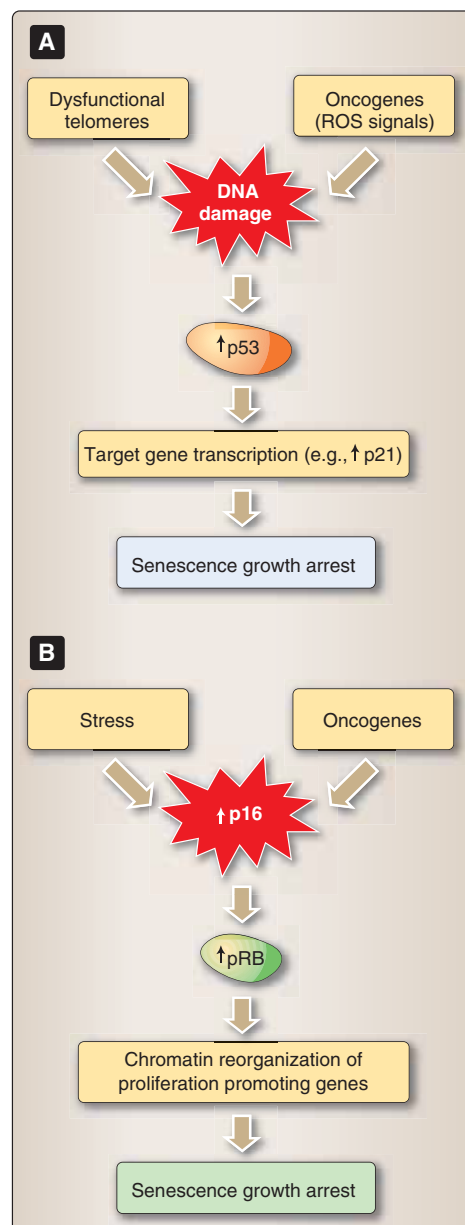 A
Dysfunctional
telomeres
Oncogenes
(ROS signals)
DNA
damage
↑p53
Target gene transcription (e.g., ↑ p21)
Senescence growth arrest
B
Stress
Oncogenes
↑p16
↑pRB
Chromatin reorganization of
proliferation promoting genes
Senescence growth arrest